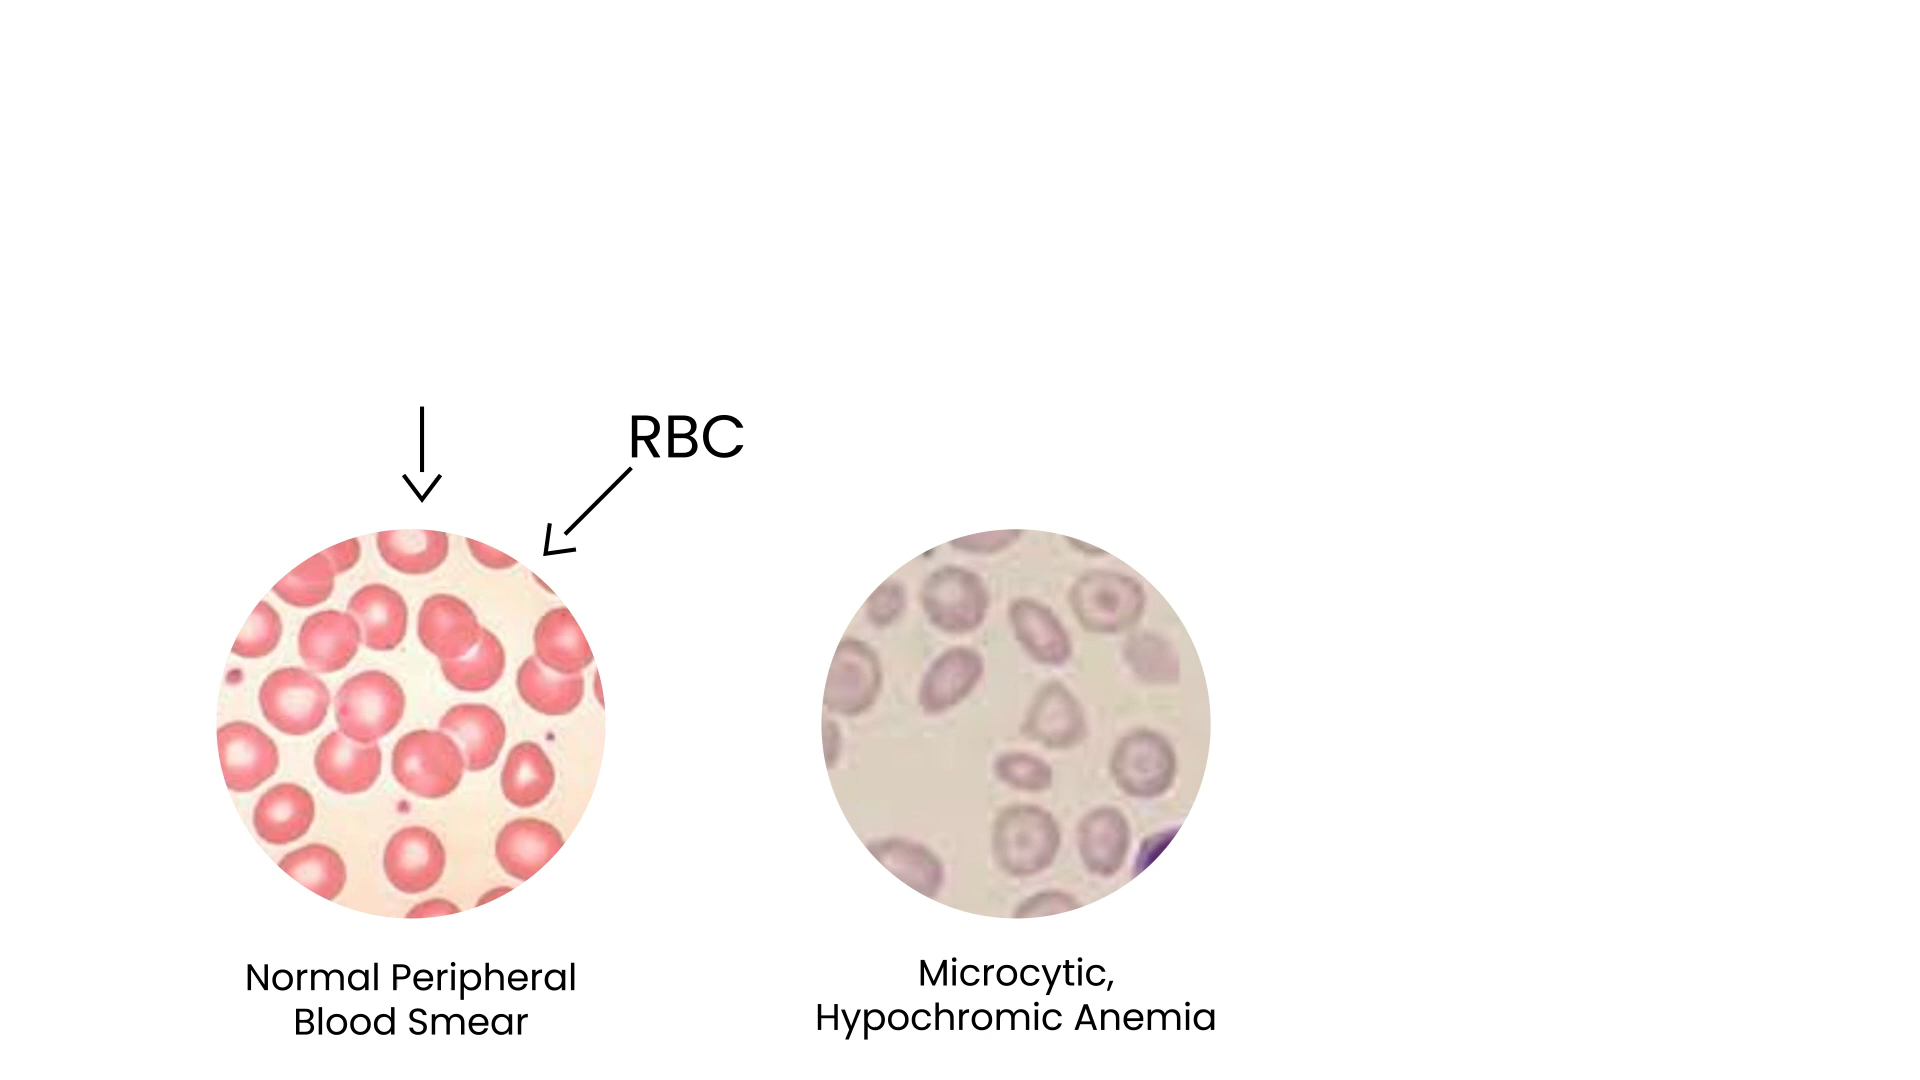 RBC
Normal Peripheral
Blood Smear
Microcytic,
Hypochromic Anemia